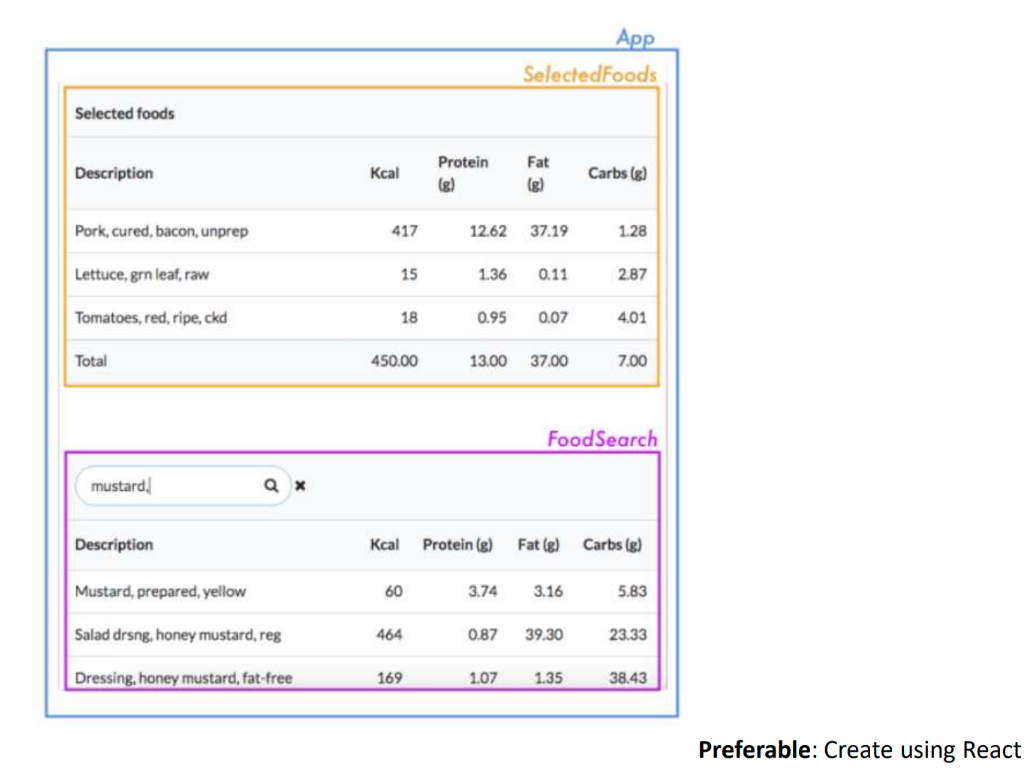 App
SelectedFoods
Selected foods
Description Kcal Protein (g) Fat (g) Carbs (g)
Pork, cured, bacon, unprep 417 12.62 37.19 1.28
Lettuce, grn leaf, raw 15 1.36 0.11 2.87
Tomatoes, red, ripe, ckd 18 0.95 0.07 4.01
Total 450.00 13.00 37.00 7.00
FoodSearch
mustard,
Description Kcal Protein (g) Fat (g) Carbs (g)
Mustard, prepared, yellow 60 3.74 3.16 5.83
Salad drsng, honey mustard, reg 464 0.87 39.30 23.33
Dressing, honey mustard, fat-free 169 1.07 1.35 38.43
Preferable: Create using React